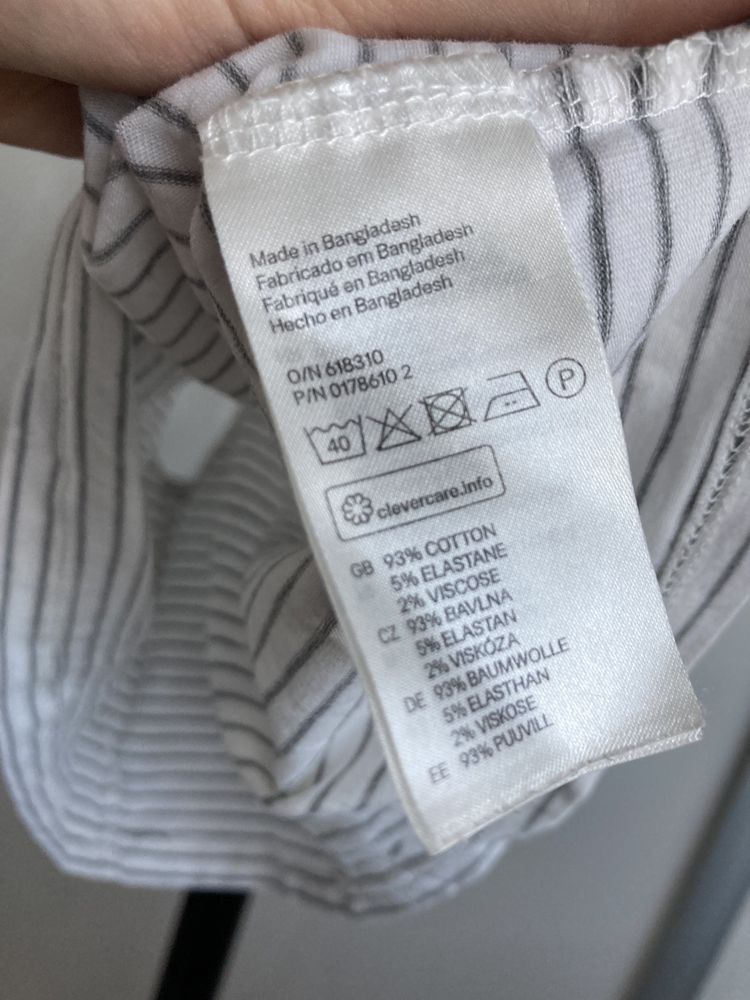 Made in Bangladesh
Fabricado em Bangladesh
Fabriqué en Bangladesh
Hecho en Bangladesh
O/N 618310
P/N 0178610 2
40 P
clevercare.info
GB 93% COTTON
5% ELASTANE
2% VISCOSE
CZ 93% BAVLNA
5% ELASTAN
2% VISKÓZA
DE 93% BAUMWOLLE
5% ELASTHAN
2% VISKOSE
EE 93% PUUVILL